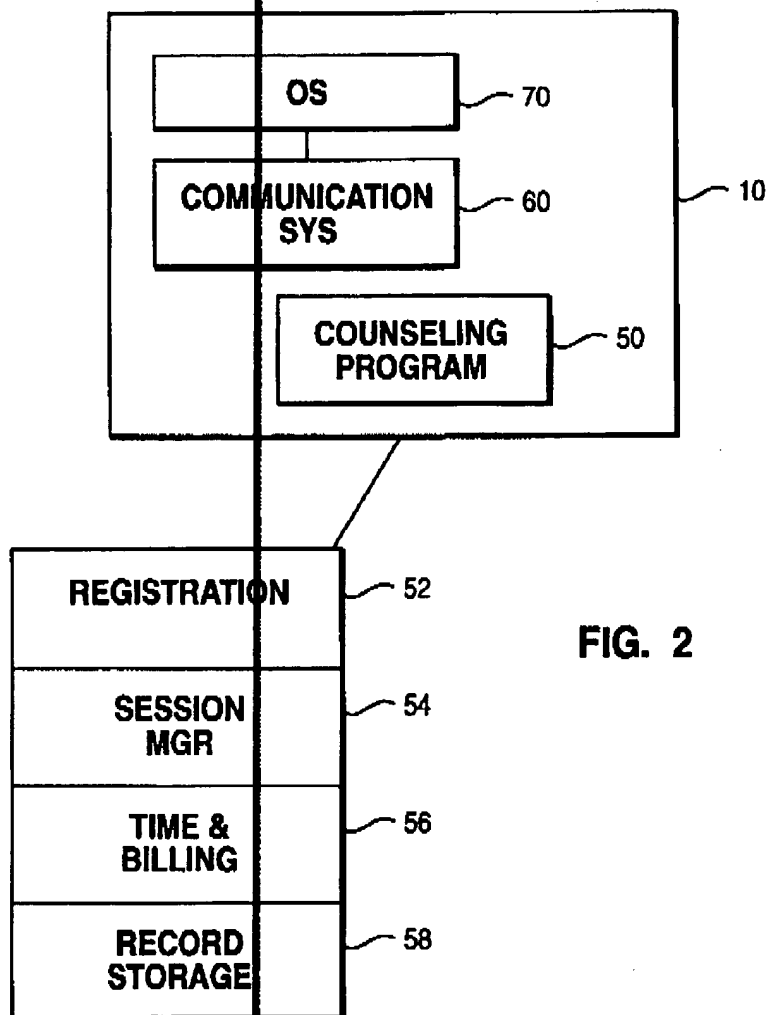 OS
70
COMMUNICATION
SYS
60
10
COUNSELING
PROGRAM
50
REGISTRATION
52
FIG. 2
SESSION
MGR
54
TIME &
BILLING
56
RECORD
STORAGE
58